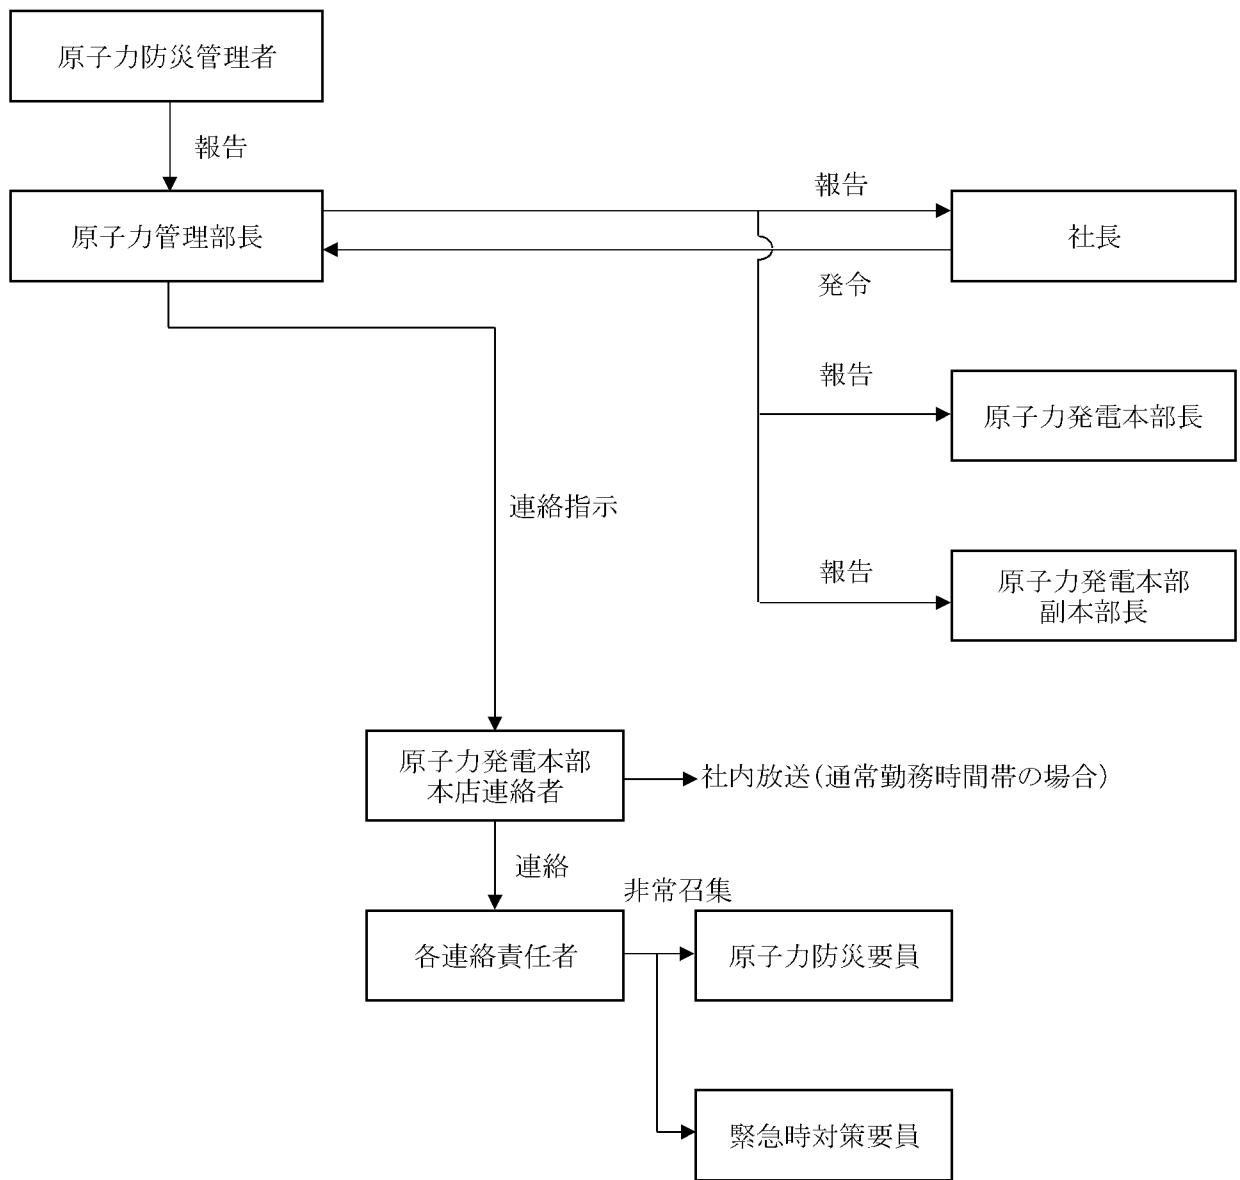 原子力防災管理者
報告
原子力管理部長
報告
社長
発令
報告
原子力発電本部長
連絡指示
報告
原子力発電本部
副本部長
原子力発電本部
本店連絡者
社内放送(通常勤務時間帯の場合)
連絡
非常召集
各連絡責任者
原子力防災要員
緊急時対策要員